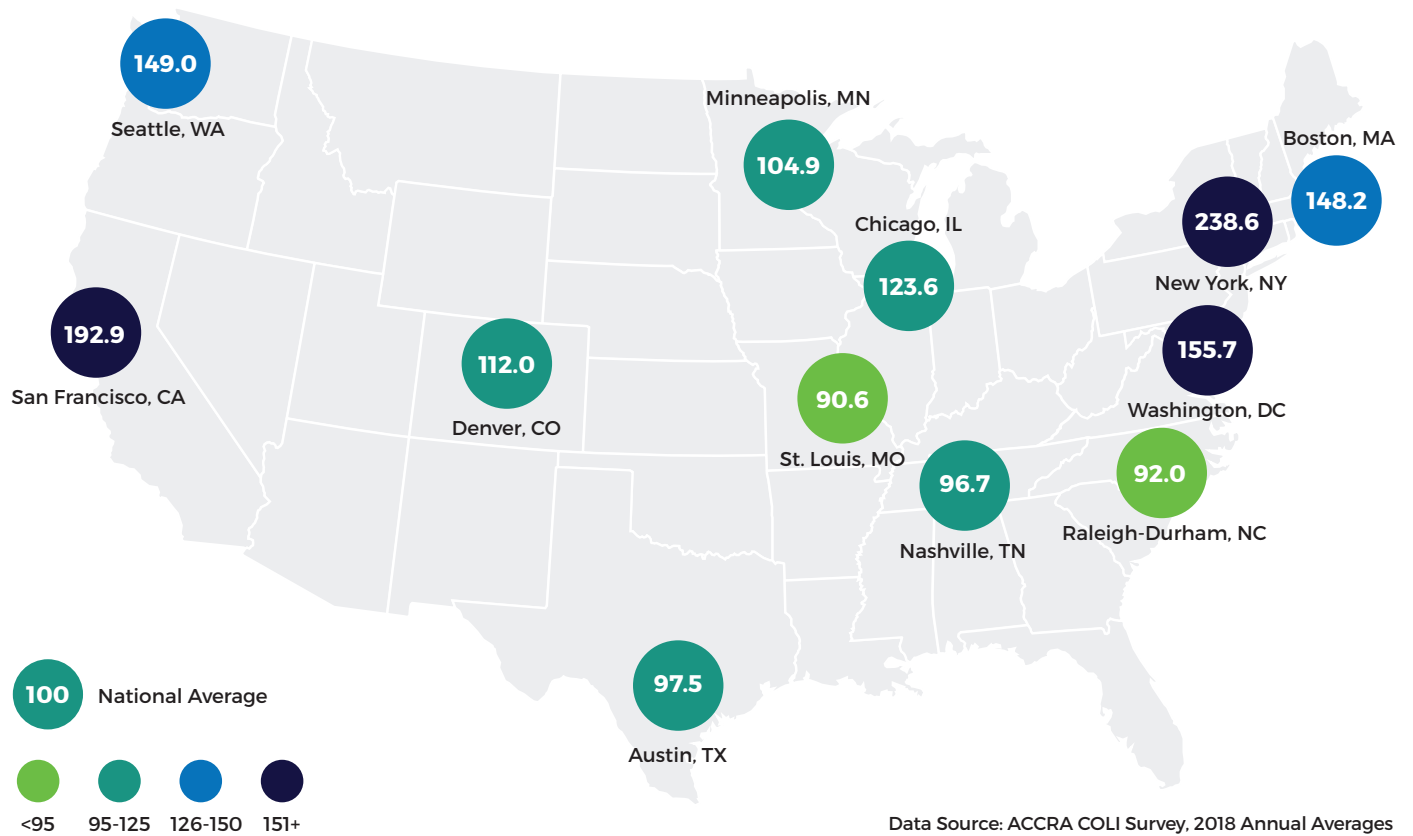 149.0
Seattle, WA
Minneapolis, MN
104.9
Boston, MA
148.2
Chicago, IL
123.6
238.6
New York, NY
192.9
San Francisco, CA
112.0
Denver, CO
155.7
Washington, DC
90.6
St. Louis, MO
96.7
Nashville, TN
92.0
Raleigh-Durham, NC
97.5
Austin, TX
100 National Average
<95 95-125 126-150 151+
Data Source: ACCRA COLI Survey, 2018 Annual Averages